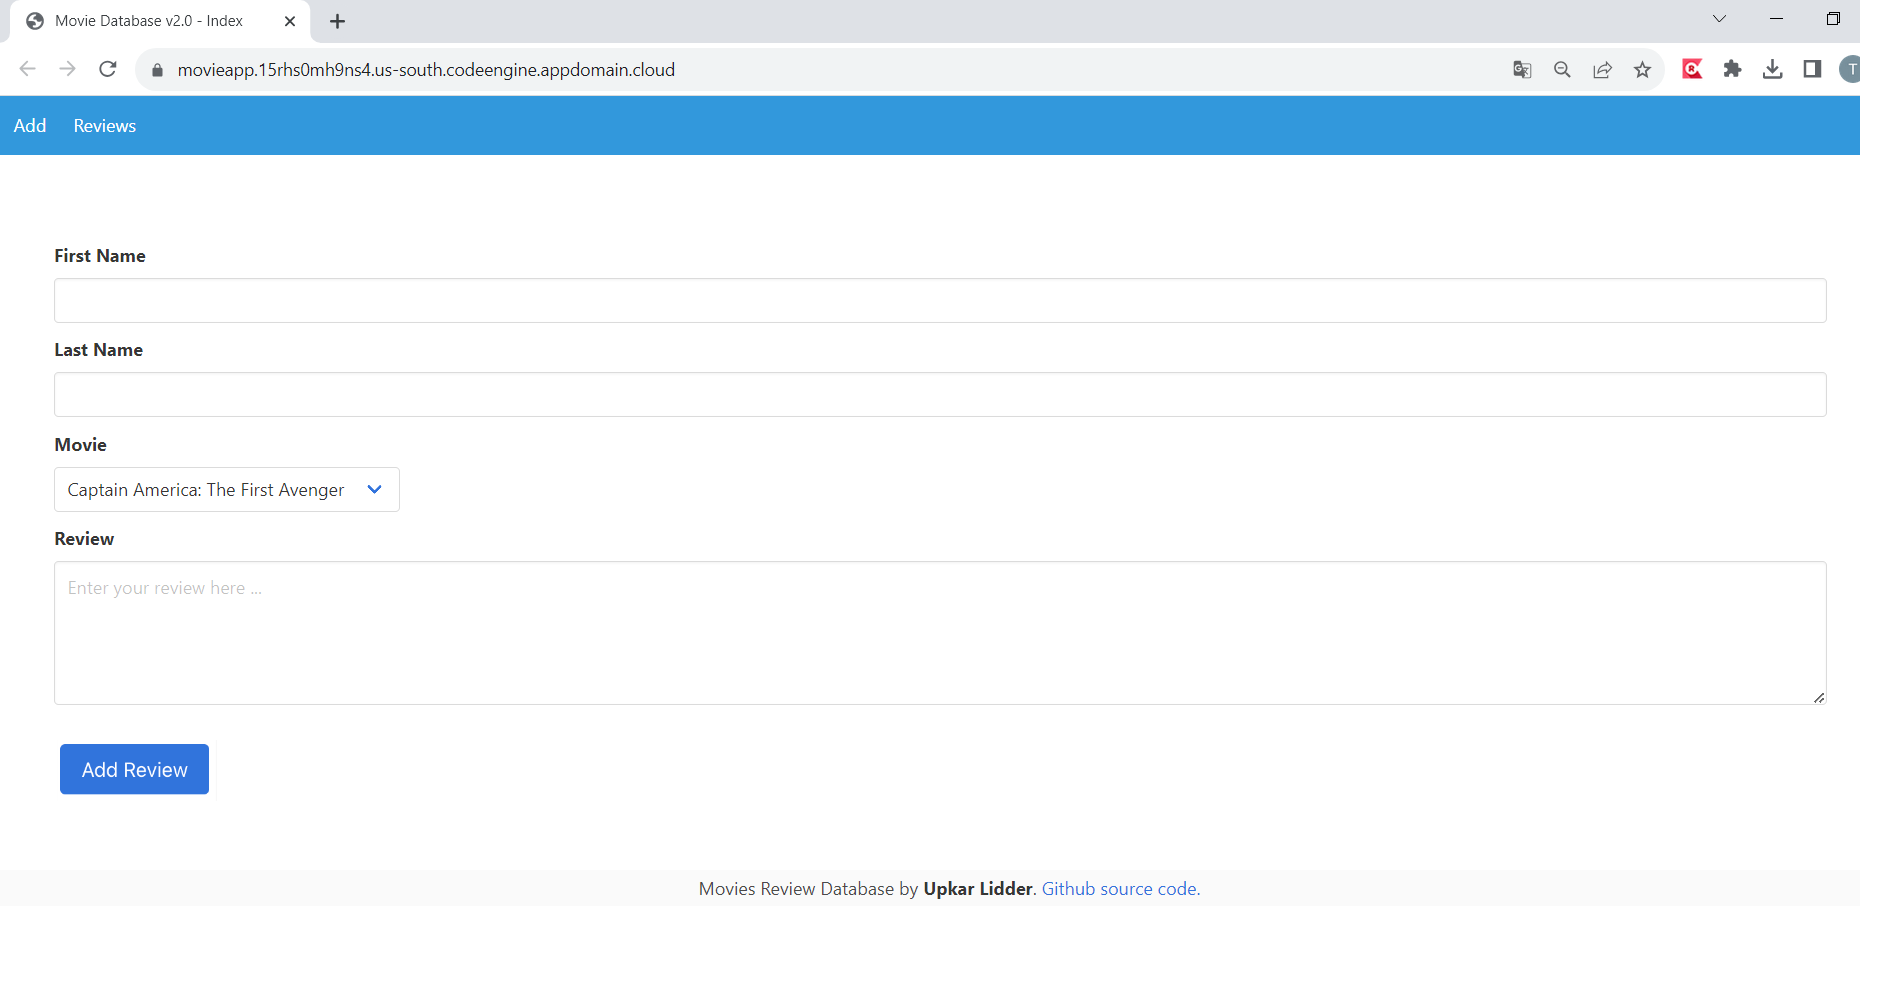 Movie Database v2.0 - Index
movieapp.15rhs0mh9ns4.us-south.codeengine.appdomain.cloud
T
Add Reviews
First Name
Last Name
Movie
Captain America: The First Avenger
Review
Enter your review here ...
Add Review
Movies Review Database by Upkar Lidder. Github source code.